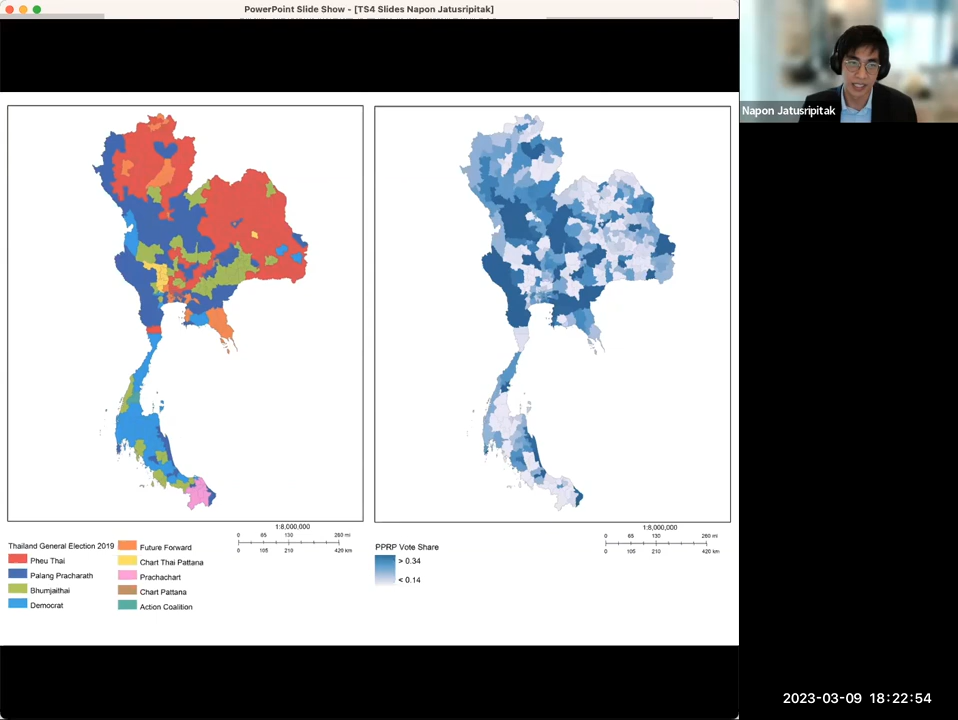 PowerPoint Slide Show - [TS4 Slides Napon Jatusripitak]
Napon Jatusripitak
1:8,000,000
0 65 130 260 mi
0 105 210 420 km
Thailand General Election 2019
Pheu Thai
Palang Pracharath
Bhumjaithai
Democrat
Future Forward
Chart Thai Pattana
Prachachart
Chart Pattana
Action Coalition
1:8,000,000
0 65 130 260 mi
0 105 210 420 km
PPRP Vote Share
> 0.34
< 0.14
2023-03-09 18:22:54